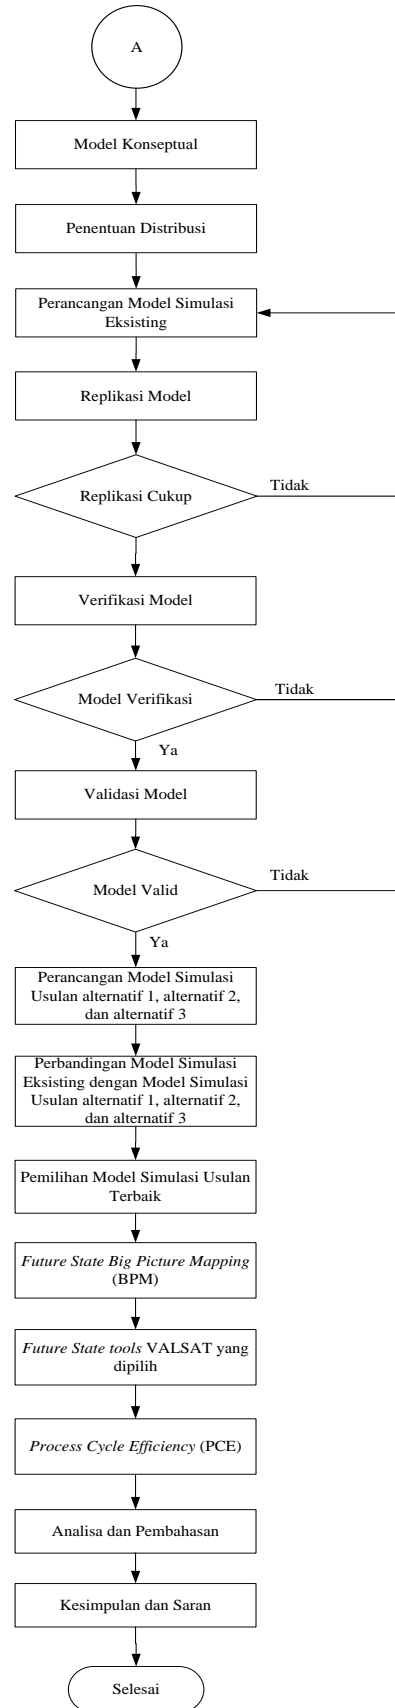 A
Model Konseptual
Penentuan Distribusi
Perancangan Model Simulasi
Eksisting
Replikasi Model
Replikasi Cukup
Tidak
Verifikasi Model
Model Verifikasi
Tidak
Ya
Validasi Model
Model Valid
Tidak
Ya
Perancangan Model Simulasi
Usulan alternatif 1, alternatif 2,
dan alternatif 3
Perbandingan Model Simulasi
Eksisting dengan Model Simulasi
Usulan alternatif 1, alternatif 2,
dan alternatif 3
Pemilihan Model Simulasi Usulan
Terbaik
Future State Big Picture Mapping
(BPM)
Future State tools VALSAT yang
dipilih
Process Cycle Efficiency (PCE)
Analisa dan Pembahasan
Kesimpulan dan Saran
Selesai